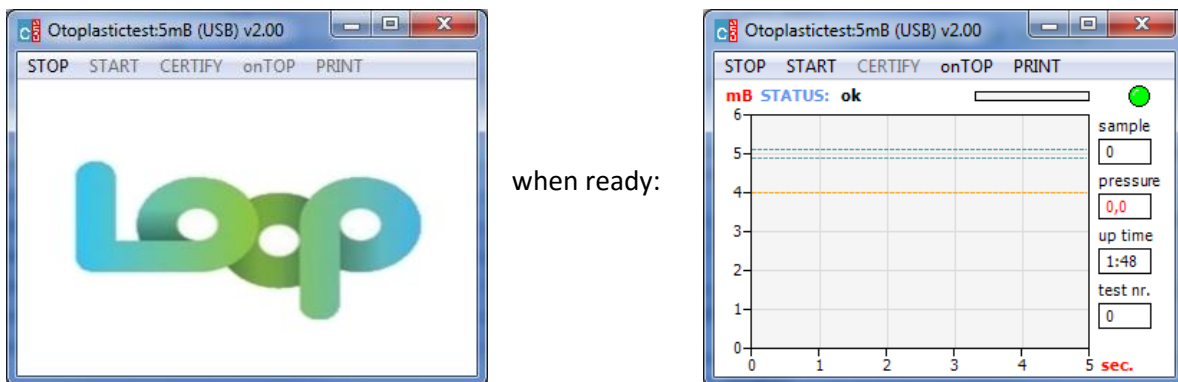 Otoplastictest:5mB (USB) v2.00
STOP START CERTIFY onTOP PRINT
Loop
when ready:
Otoplastictest:5mB (USB) v2.00
STOP START CERTIFY onTOP PRINT
mB STATUS: ok
6
5
4
3
2
1
0
0 1 2 3 4 5 sec.
sample
0
pressure
0,0
up time
1:48
test nr.
0